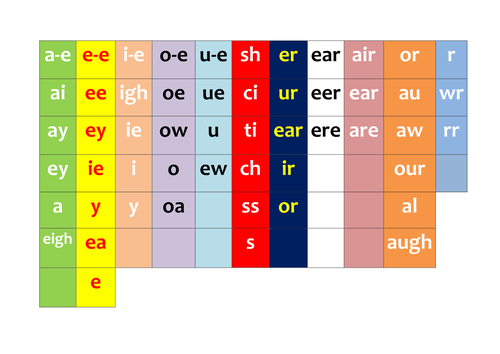 a-e e-e i-e o-e u-e sh er ear air or r
ai ee igh oe ue ci ur eer ear au wr
ay ey ie ow u ti ear ere are aw rr
ey ie i o ew ch ir our
a y y oa ss or al
eigh ea s augh
e